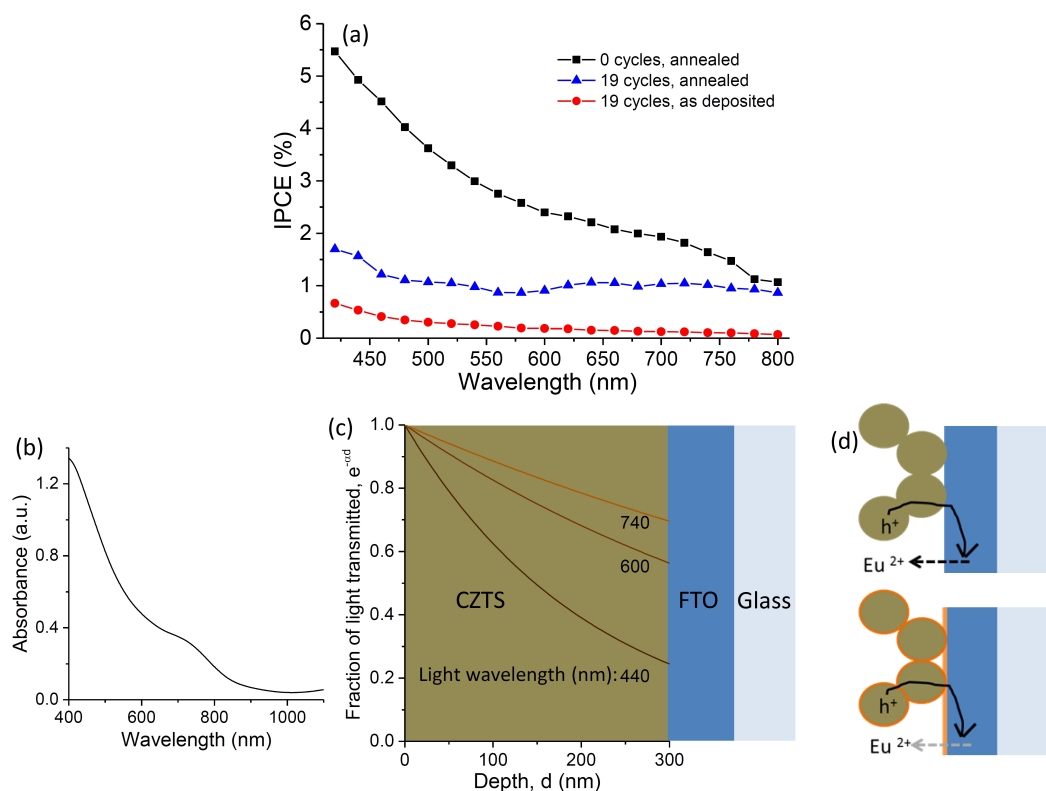 (a)
6
5
4
3
2
1
0
IPCE (%)
0 cycles, annealed
19 cycles, annealed
19 cycles, as deposited
450 500 550 600 650 700 750 800
Wavelength (nm)
(b)
1.2
0.8
0.4
0.0
Absorbance (a.u.)
400 600 800 1000
Wavelength (nm)
(c)
1.0
0.8
0.6
0.4
0.2
0.0
Fraction of light transmitted, e^-αd
740
600
CZTS
FTO
Glass
Light wavelength (nm): 440
0 100 200 300
Depth, d (nm)
(d)
h⁺
Eu ²⁺
h⁺
Eu ²⁺